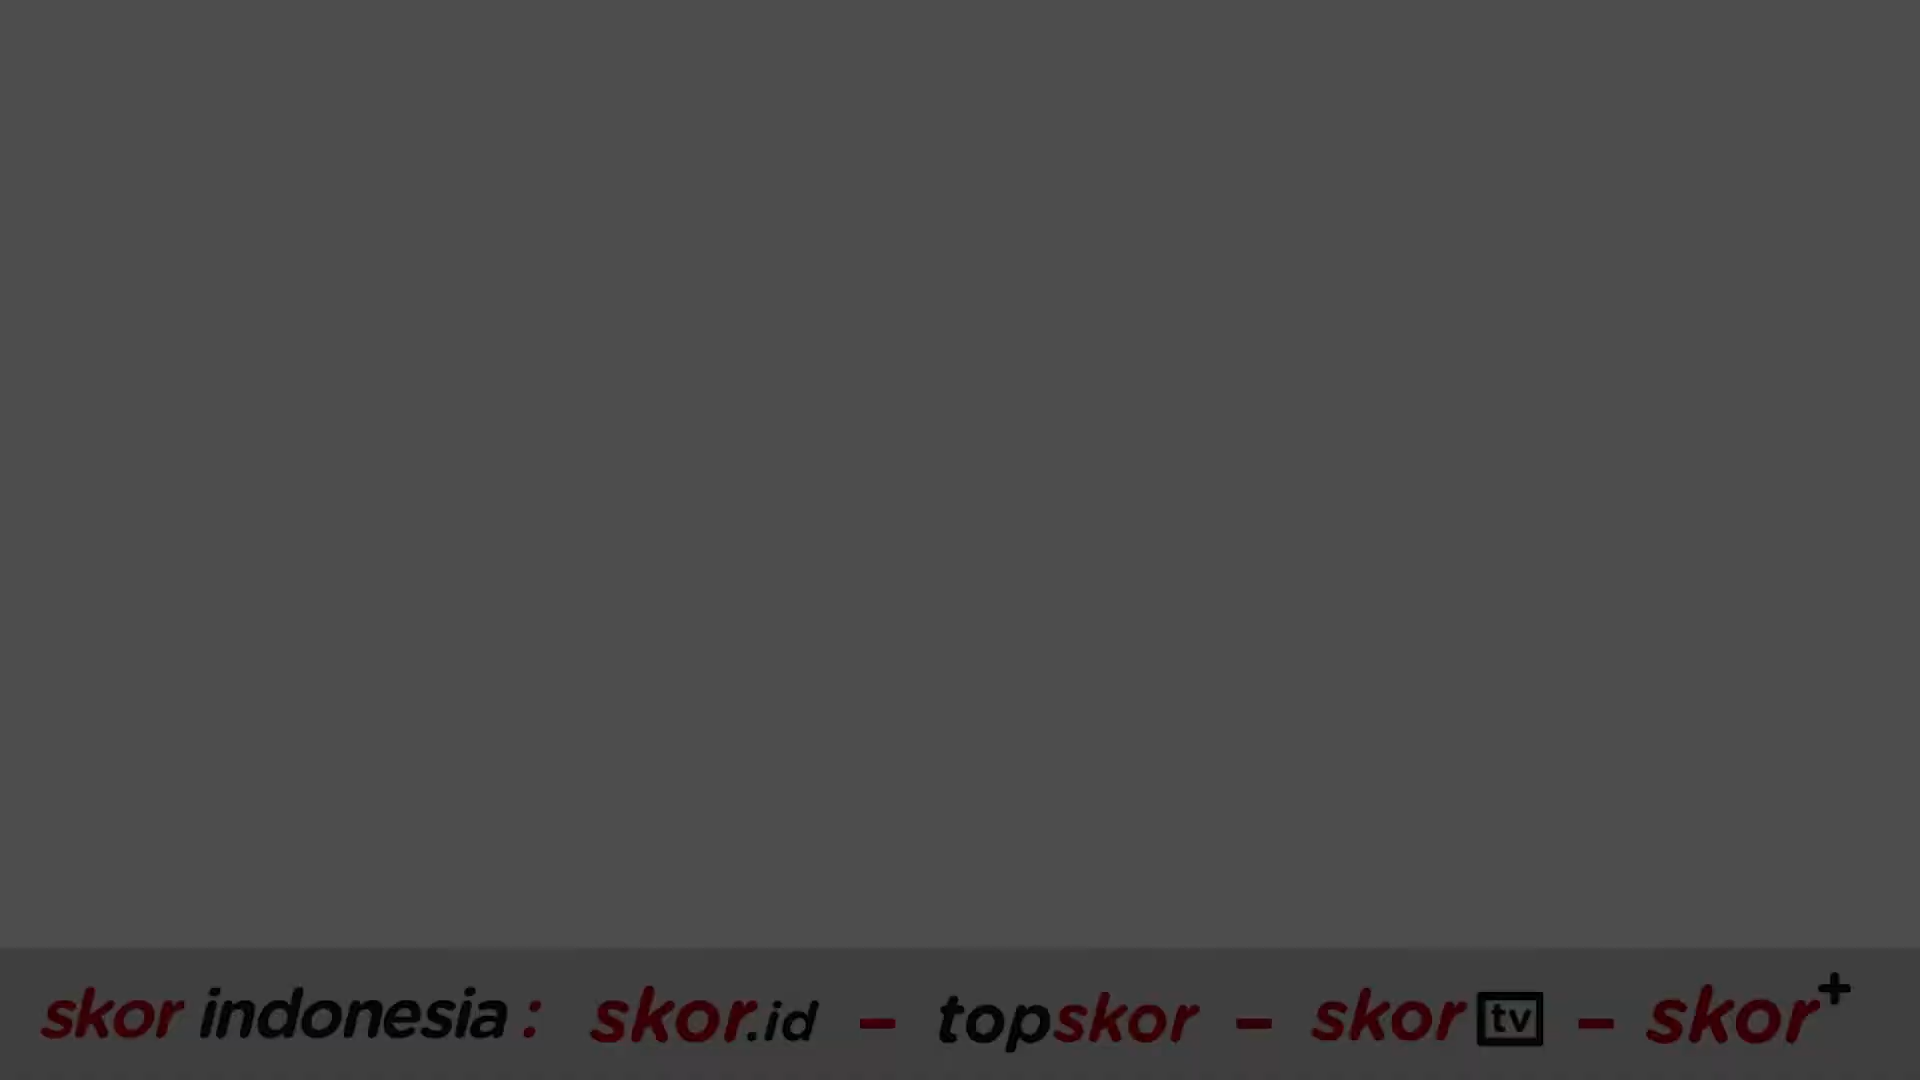 skor indonesia : skor.id – topskor – skor tv – skor+